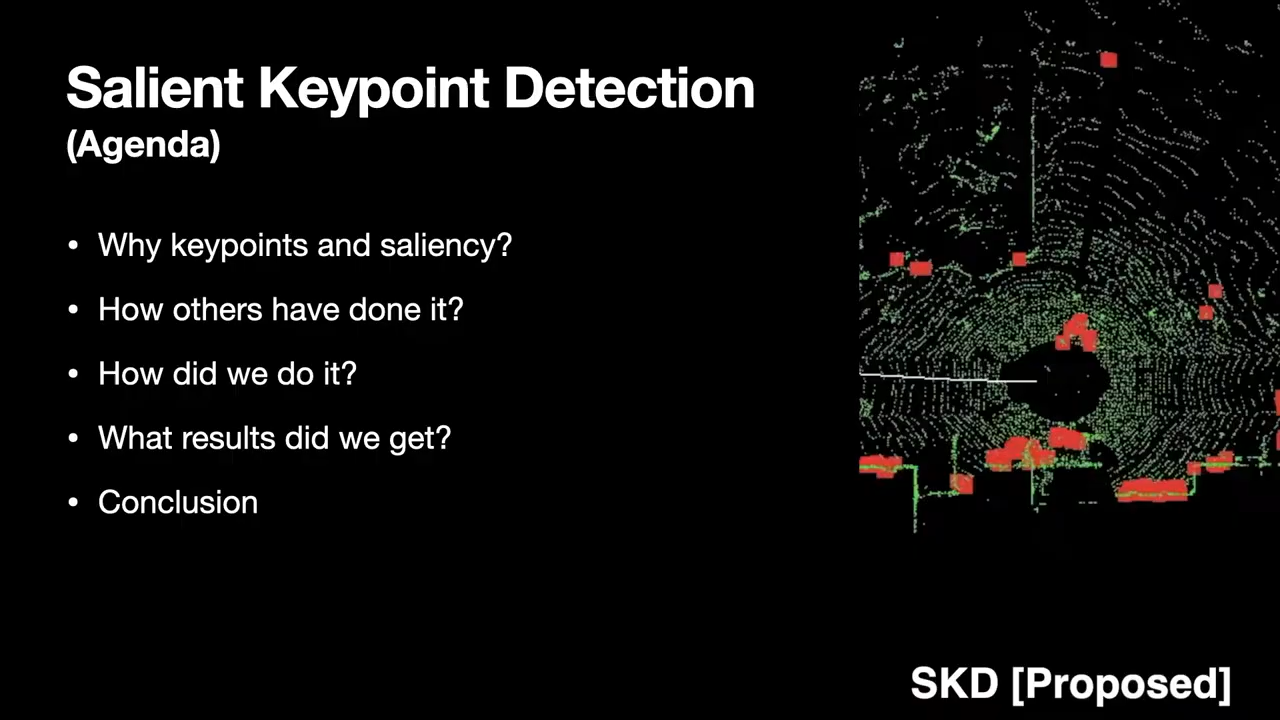 Salient Keypoint Detection
(Agenda)
• Why keypoints and saliency?
• How others have done it?
• How did we do it?
• What results did we get?
• Conclusion
SKD [Proposed]